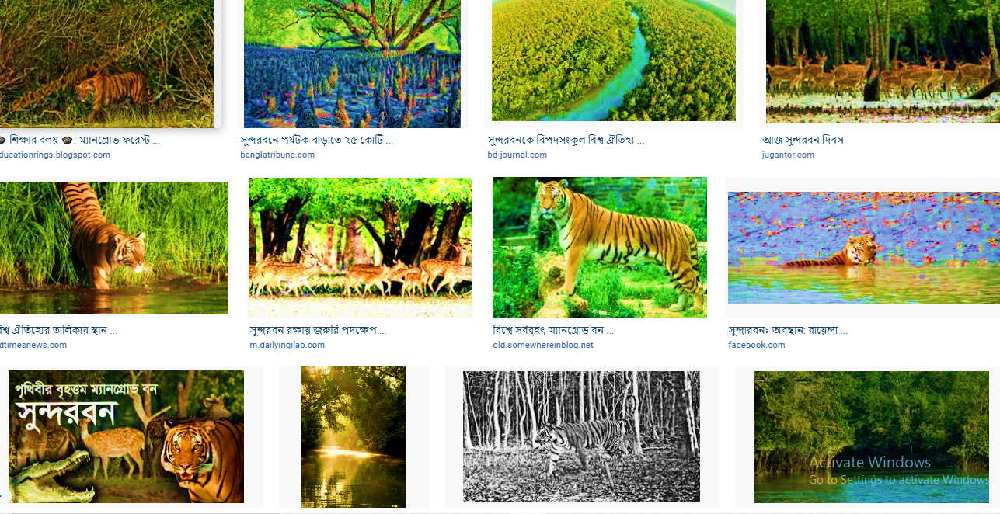 শিক্ষার বলয় 🎓: ম্যানগ্রোভ ফরেস্ট ...
ducationrings.blogspot.com
সুন্দরবনে পর্যটক বাড়াতে ২৫ কোটি ...
banglatribune.com
সুন্দরবনকে বিপদসংকুল বিশ্ব ঐতিহ্য ...
bd-journal.com
আজ সুন্দরবন দিবস
jugantor.com
ঐতিহ্যের তালিকায় স্থান ...
dtimesnews.com
সুন্দরবন রক্ষায় জরুরি পদক্ষেপ ...
m.dailyinqilab.com
বিশ্বে সর্ববৃহৎ ম্যানগ্রোভ বন ...
old.somewhereinblog.net
সুন্দারবনঃ অবস্থান: রায়েন্দা ...
facebook.com
পৃথিবীর বৃহত্তম ম্যানগ্রোভ বন
সুন্দরবন
Activate Windows
Go to Settings to activate Windows.